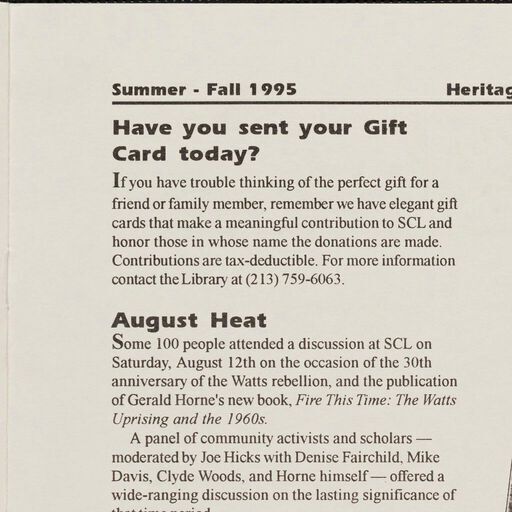 Summer - Fall 1995 Heritag
Have you sent your Gift
Card today?
If you have trouble thinking of the perfect gift for a
friend or family member, remember we have elegant gift
cards that make a meaningful contribution to SCL and
honor those in whose name the donations are made.
Contributions are tax-deductible. For more information
contact the Library at (213) 759-6063.
August Heat
Some 100 people attended a discussion at SCL on
Saturday, August 12th on the occasion of the 30th
anniversary of the Watts rebellion, and the publication
of Gerald Horne's new book, Fire This Time: The Watts
Uprising and the 1960s.
A panel of community activists and scholars —
moderated by Joe Hicks with Denise Fairchild, Mike
Davis, Clyde Woods, and Horne himself — offered a
wide-ranging discussion on the lasting significance of
that time period.